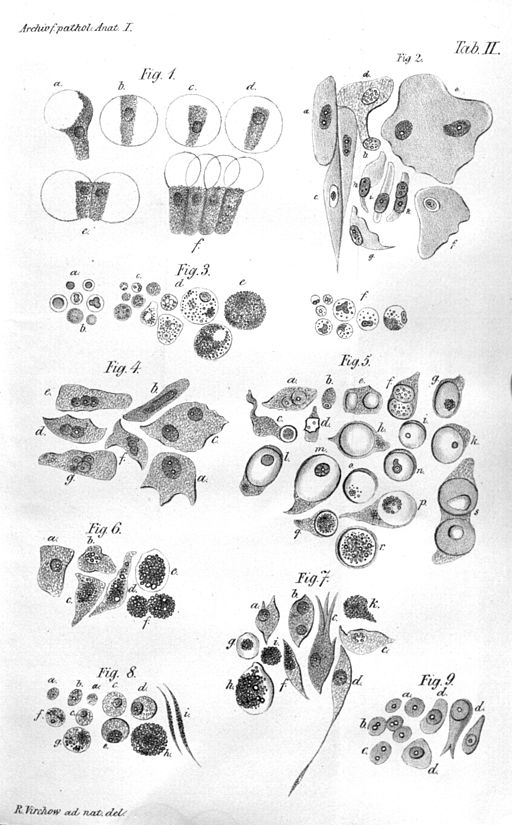 Archiv f. pathol. Anat. I.
Tab. II.
Fig. 1.
a. b. c. d.
e. f.
Fig 2.
a. b. c. d. e. f. g. h. i. k.
Fig. 3.
a. b. c. d. e f.
Fig. 4.
e. b. d. c. f. g. a.
Fig. 5.
a. b. e. f g. c. d. h. i. k. l. m. o n. p. q. r. s
Fig. 6.
a. b. c. d. e. f.
Fig. 7.
a. b. c. k. g. i. e. h. f d.
Fig. 8.
a. b. a. c. d. f. c. g. e. h. i.
Fig. 9.
a. d. b. d. c. d.
R. Virchow ad nat. del.